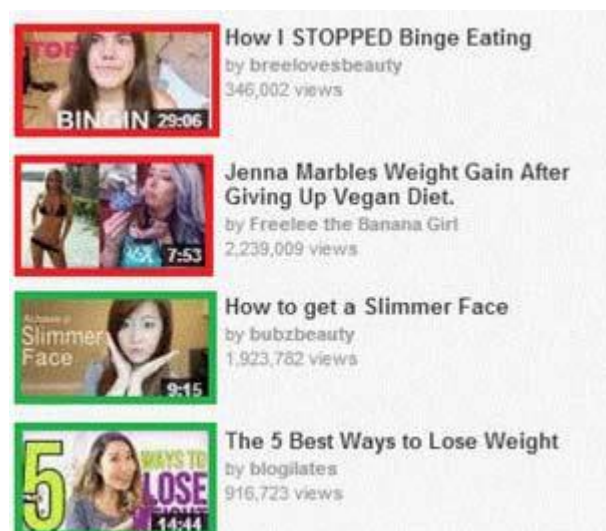 TOP
BINGIN
29:06
How I STOPPED Binge Eating
by breelovesbeauty
346,002 views
7:53
Jenna Marbles Weight Gain After
Giving Up Vegan Diet.
by Freelee the Banana Girl
2,239,009 views
Slimmer
Face
9:15
How to get a Slimmer Face
by bubzbeauty
1,923,782 views
5
WAYS TO
LOSE
14:44
The 5 Best Ways to Lose Weight
by blogilates
916,723 views